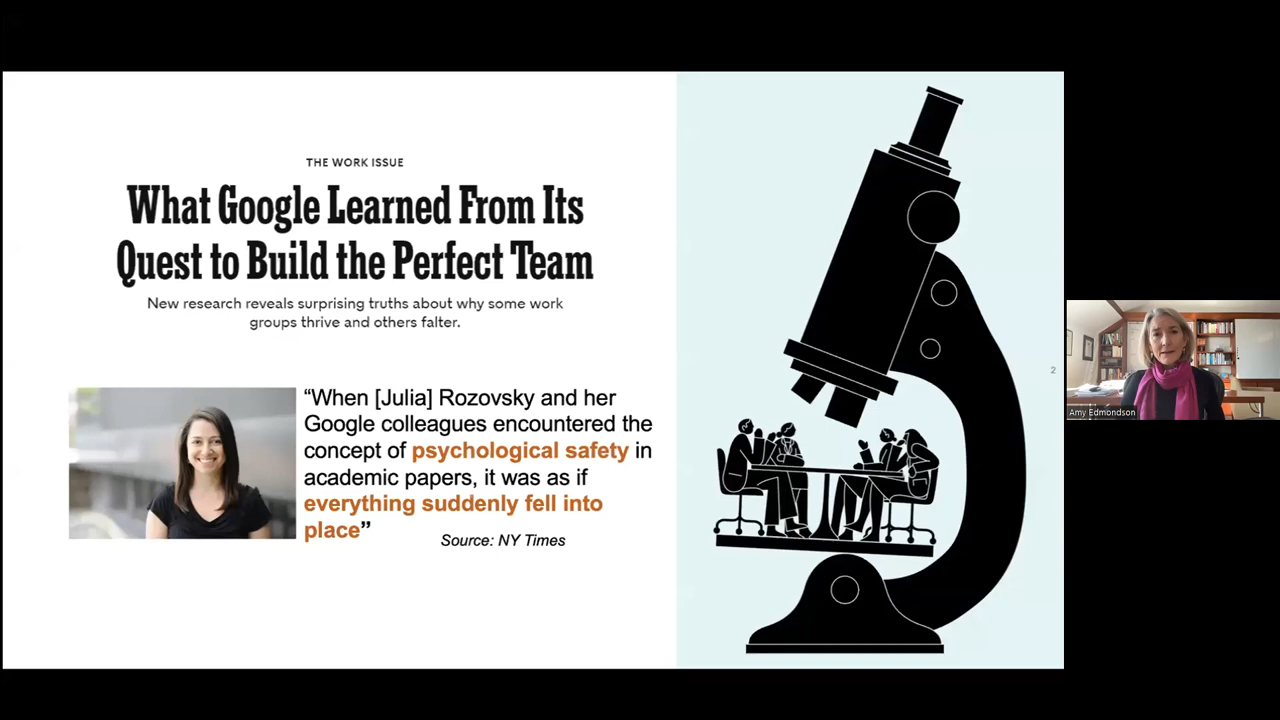 THE WORK ISSUE
What Google Learned From Its
Quest to Build the Perfect Team
New research reveals surprising truths about why some work
groups thrive and others falter.
“When [Julia] Rozovsky and her
Google colleagues encountered the
concept of psychological safety in
academic papers, it was as if
everything suddenly fell into
place”
Source: NY Times
2
Amy Edmondson